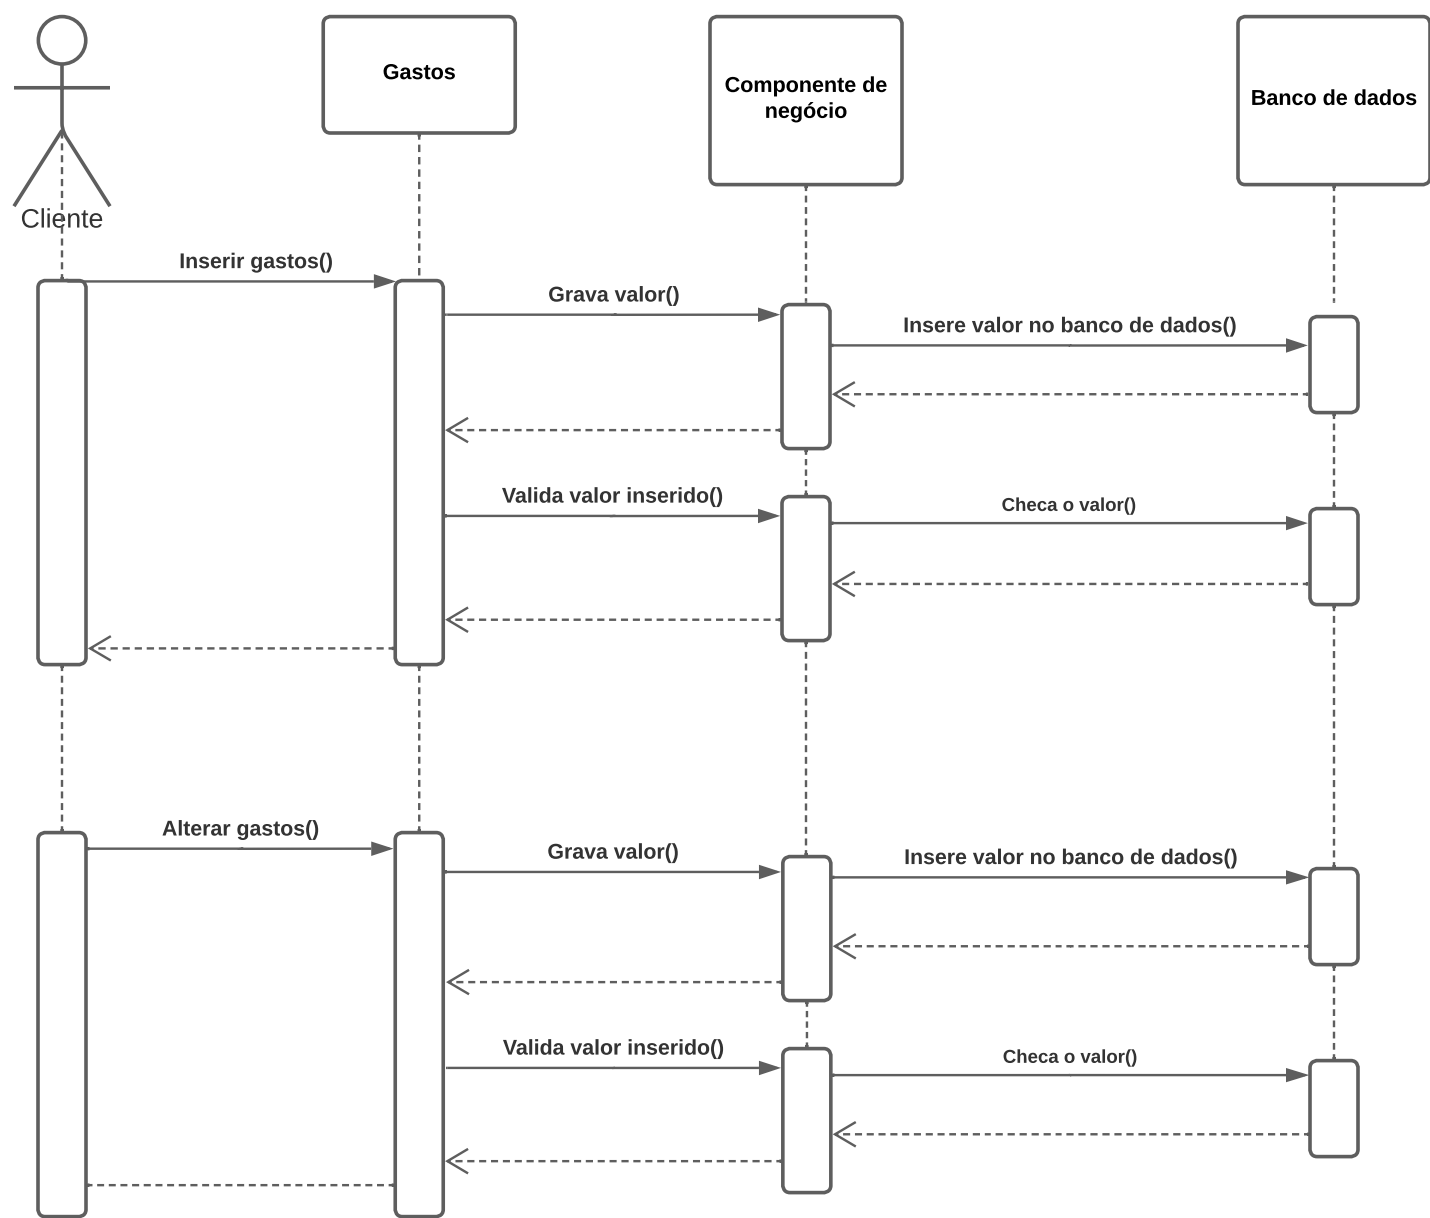 Gastos
Componente de
negócio
Banco de dados
Cliente
Inserir gastos()
Grava valor()
Insere valor no banco de dados()
Valida valor inserido()
Checa o valor()
Alterar gastos()
Grava valor()
Insere valor no banco de dados()
Valida valor inserido()
Checa o valor()